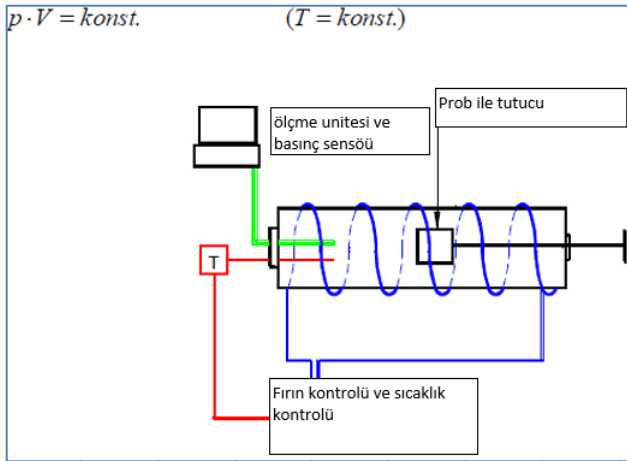 p · V = konst. (T = konst.)
Prob ile tutucu
ölçme unitesi ve
basınç sensöü
T
Fırın kontrolü ve sıcaklık
kontrolü